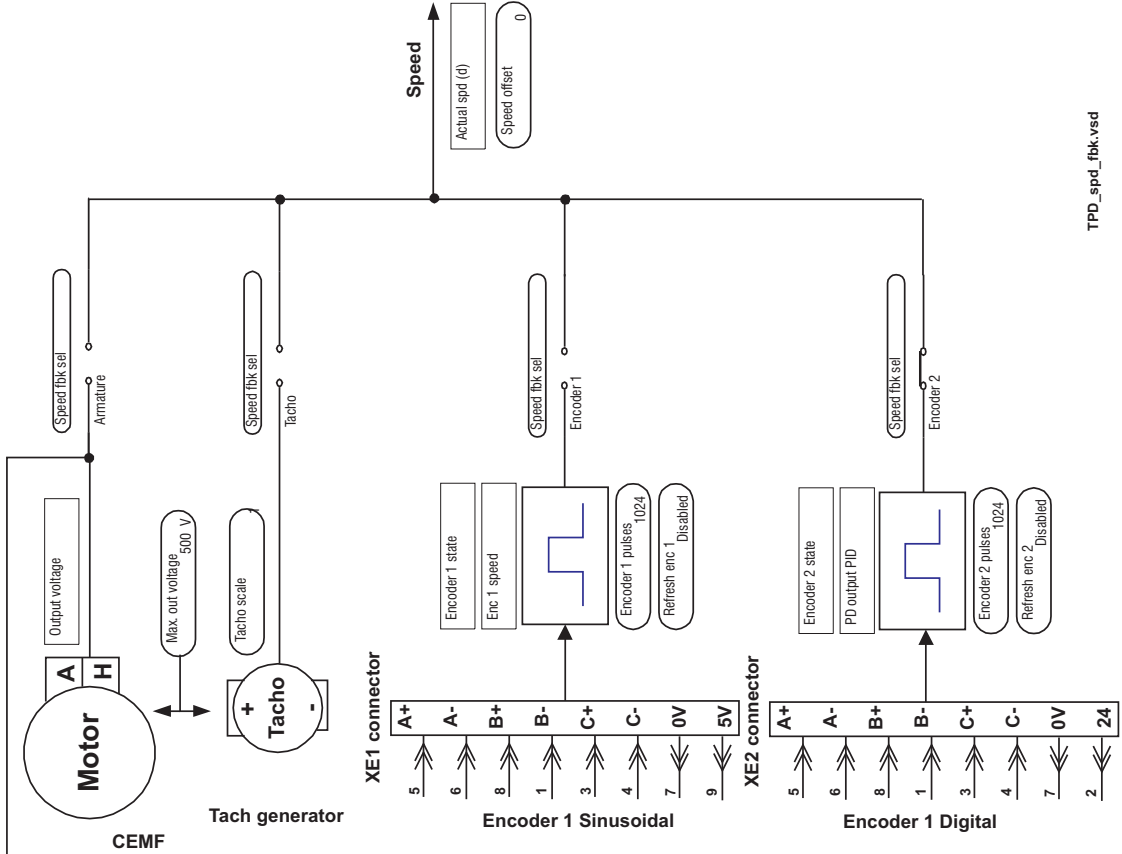 Speed
Actual spd (d)
Speed offset
0
Speed fbk sel
Armature
Speed fbk sel
Tacho
Speed fbk sel
Encoder 1
Speed fbk sel
Encoder 2
Output voltage
Max. out voltage
500 V
Tacho scale
Encoder 1 state
Enc 1 speed
Encoder 1 pulses
1024
Refresh enc 1
Disabled
Encoder 2 state
PD output PID
Encoder 2 pulses
1024
Refresh enc 2
Disabled
Motor
A
H
CEMF
+
Tacho
-
Tach generator
XE1 connector
A+
A-
B+
B-
C+
C-
0V
5V
5
6
8
1
3
4
7
9
Encoder 1 Sinusoidal
XE2 connector
A+
A-
B+
B-
C+
C-
0V
24
5
6
8
1
3
4
7
2
Encoder 1 Digital
TPD_spd_fbk.vsd